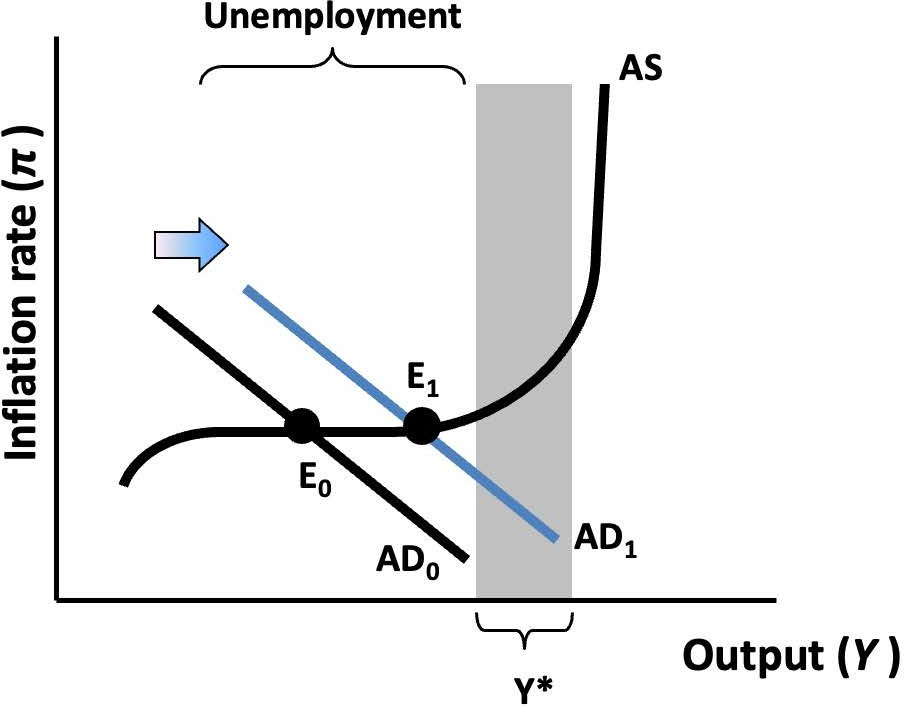 Unemployment
AS
Inflation rate (π)
E₁
E₀
AD₀
AD₁
Output (Y)
Y*